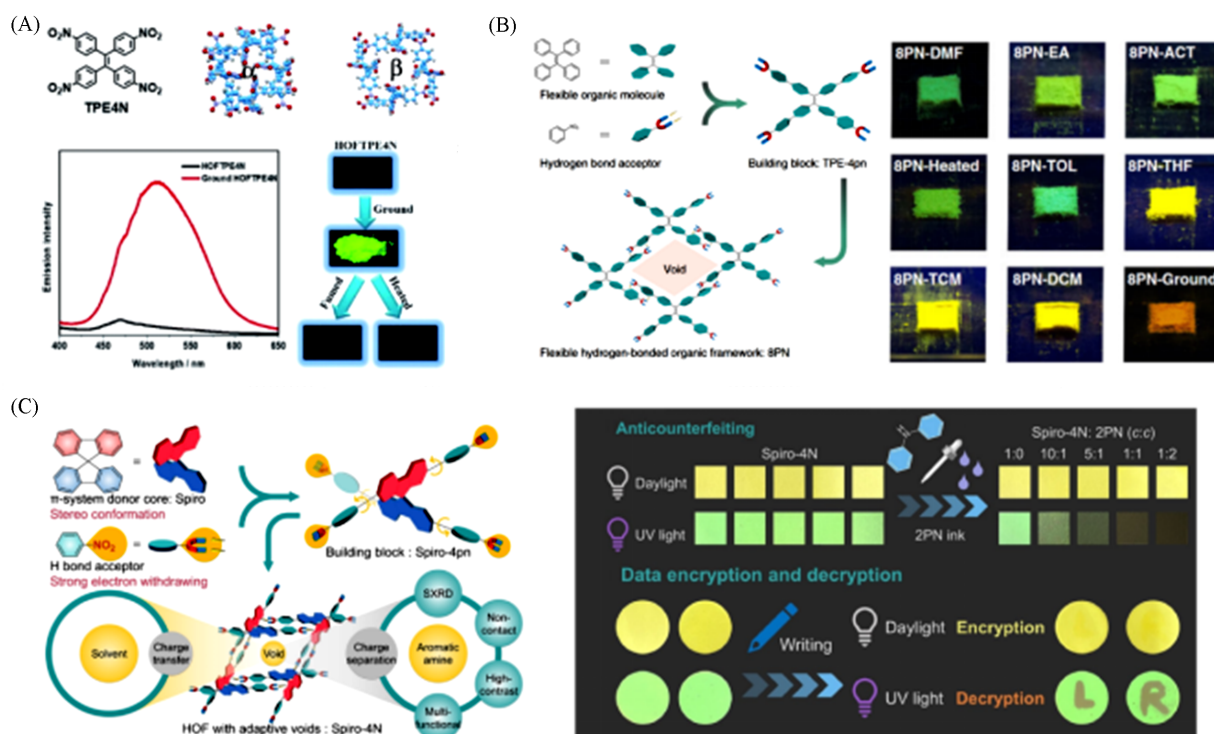 (A)
NO₂
NO₂
NO₂
NO₂
TPE4N
α
β
Emission Intensity
HOFTPE4N
Ground HOFTPE4N
400
450
500
550
600
650
Wavelength / nm
HOFTPE4N
Ground
Fumed
Heated
(B)
Flexible organic molecule
Hydrogen bond acceptor
Building block: TPE-4pn
Void
Flexible hydrogen-bonded organic framework: 8PN
8PN-DMF
8PN-EA
8PN-ACT
8PN-Heated
8PN-TOL
8PN-THF
8PN-TCM
8PN-DCM
8PN-Ground
(C)
π-system donor core: Spiro
Stereo conformation
NO₂
H bond acceptor
Strong electron withdrawing
Building block : Spiro-4pn
Solvent
Charge
transfer
Void
Charge
separation
SXRD
Non-
contact
Aromatic
amine
High-
contrast
Multi-
functional
HOF with adaptive voids : Spiro-4N
Anticounterfeiting
Spiro-4N
Spiro-4N: 2PN (c:c)
1:0 10:1 5:1 1:1 1:2
Daylight
UV light
2PN ink
Data encryption and decryption
Writing
Daylight Encryption
UV light Decryption
L
R